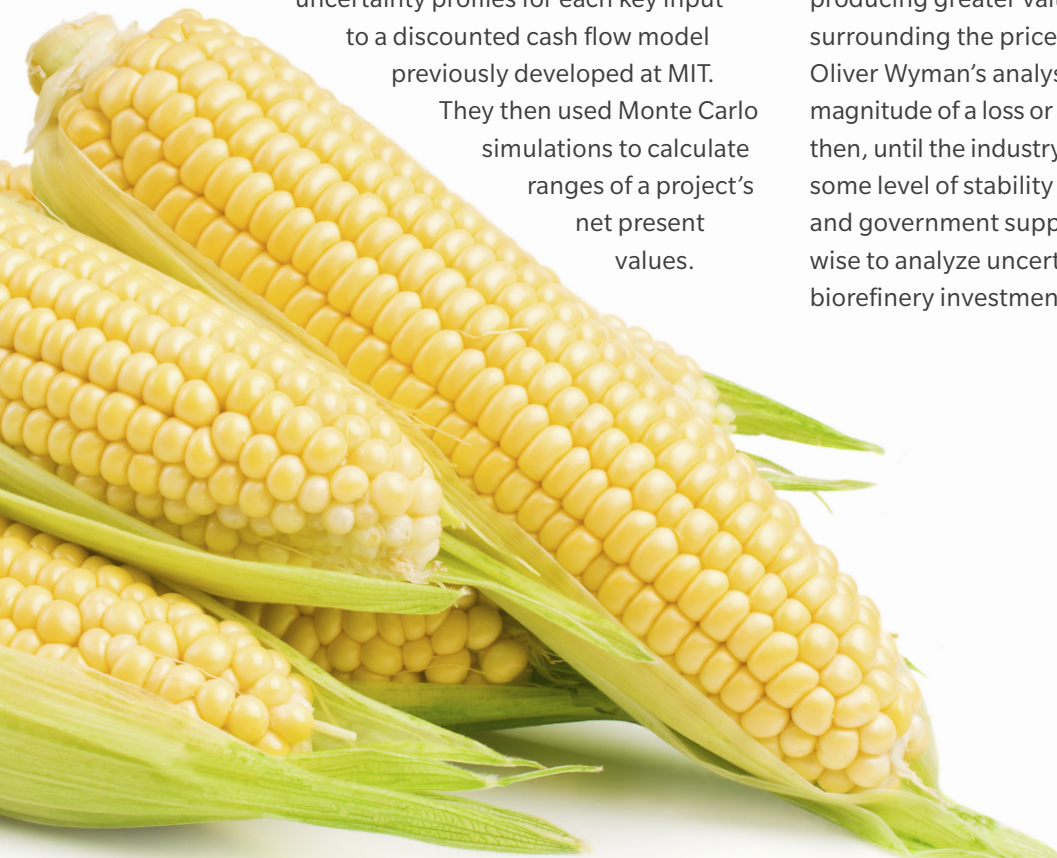 uncertainty profiles for each key input
to a discounted cash flow model
previously developed at MIT.
They then used Monte Carlo
simulations to calculate
ranges of a project’s
net present
values.
producing greater
surrounding the price
Oliver Wyman’s
magnitude of a loss or
then, until the industry
some level of stability
and government
wise to analyze
biorefinery